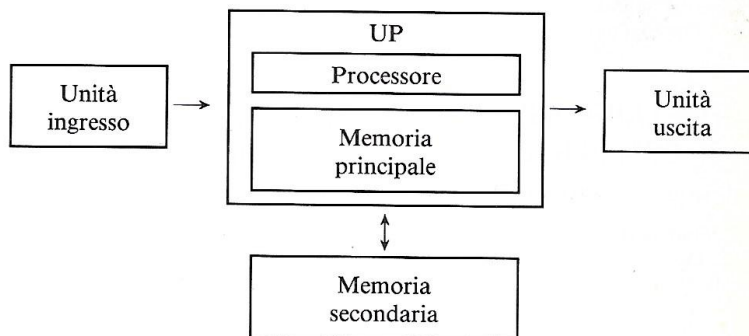 UP
Processore
Unità
ingresso
Memoria
principale
Unità
uscita
Memoria
secondaria